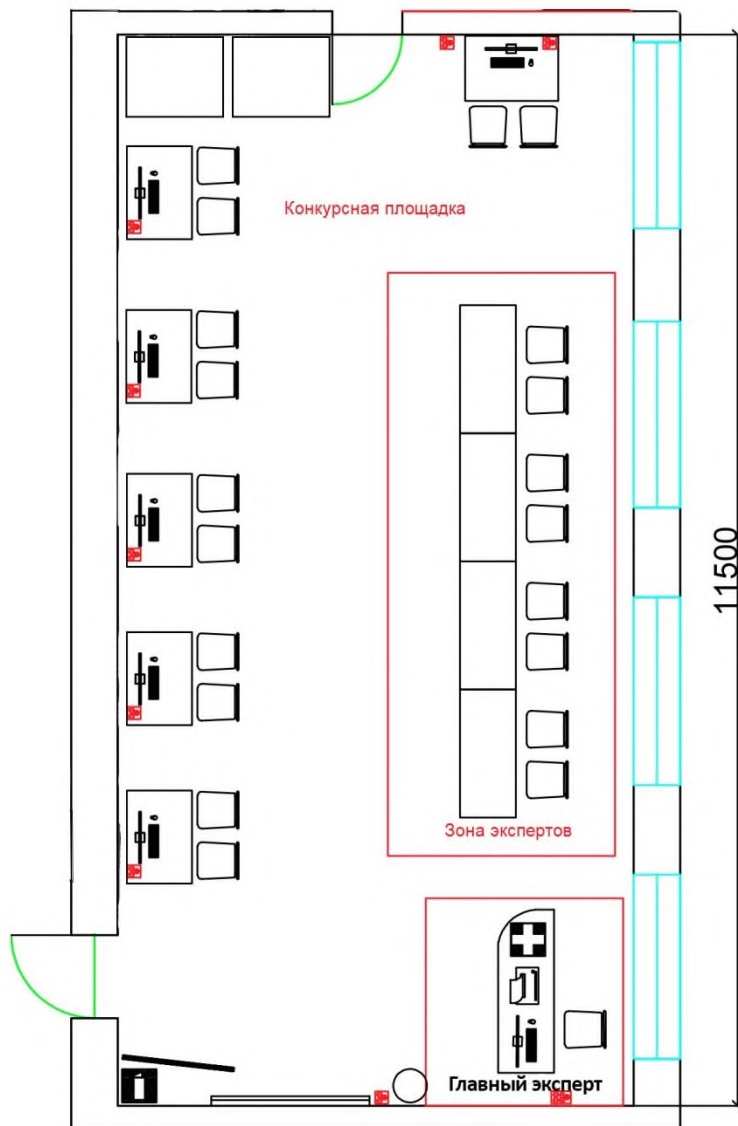 Конкурсная площадка
11500
Зона экспертов
Главный эксперт